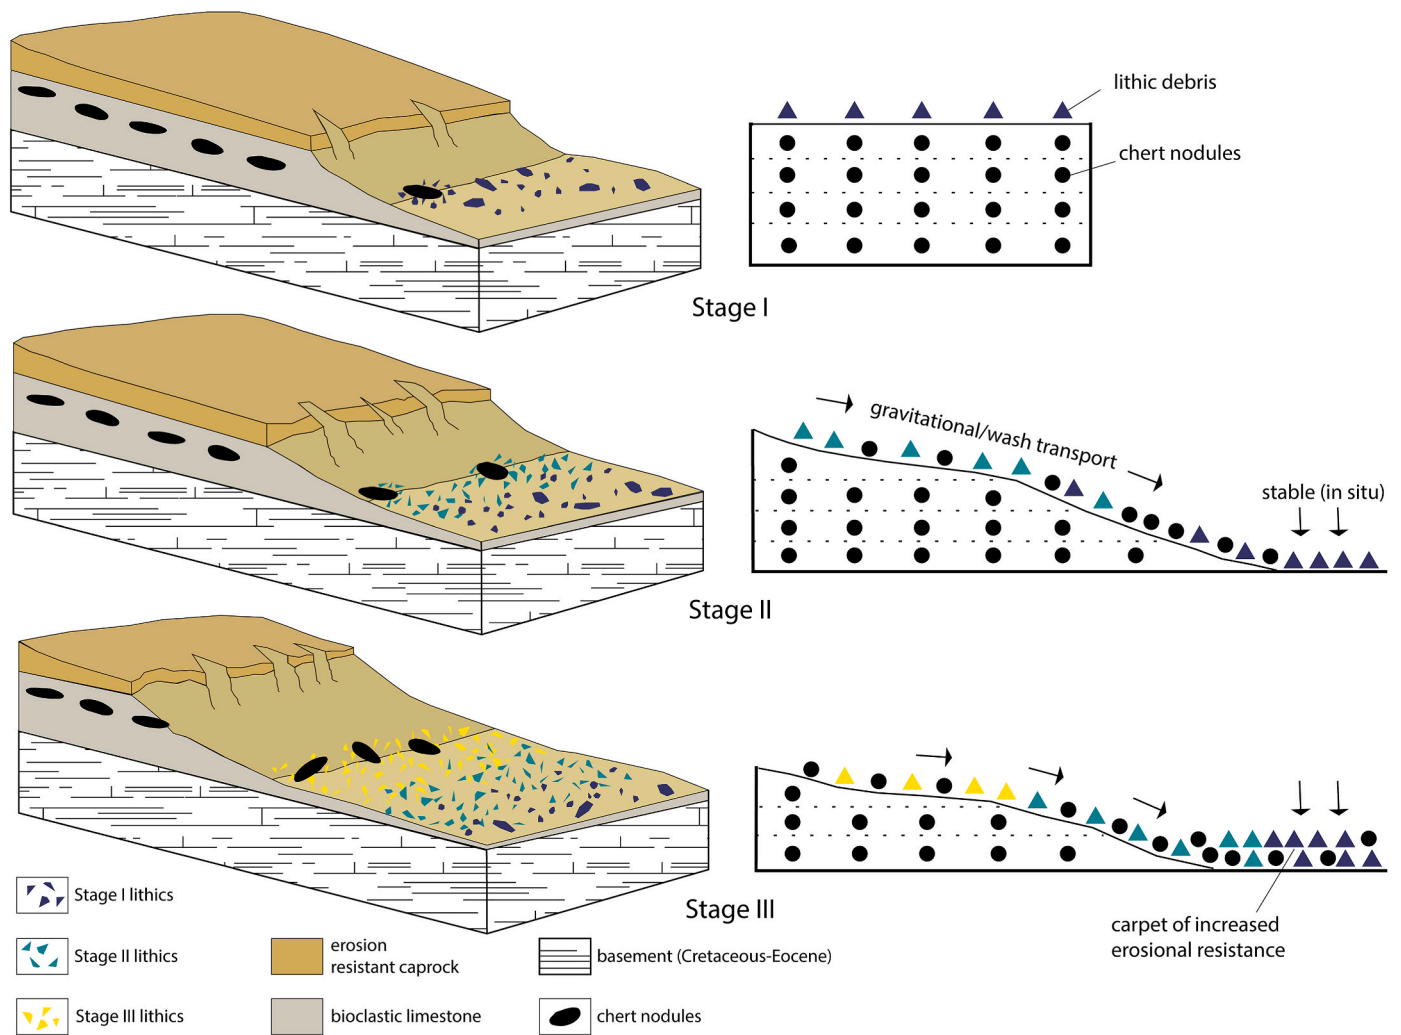 lithic debris
chert nodules
Stage I
gravitational/wash transport
stable (in situ)
Stage II
Stage III
carpet of increased
erosional resistance
Stage I lithics
Stage II lithics
Stage III lithics
erosion
resistant caprock
bioclastic limestone
basement (Cretaceous-Eocene)
chert nodules